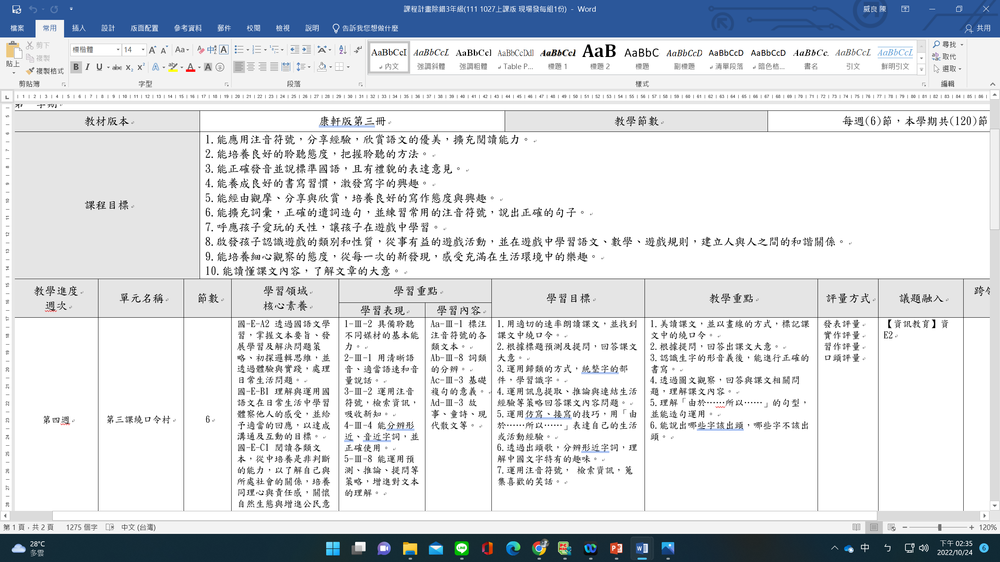 課程計畫除錯3年級(111 1027上課版 現場發每組1份) - Word
威良 陳
檔案 常用 插入 設計 版面配置 參考資料 郵件 校閱 檢視 說明 告訴我您想做什麼 共用
貼上 剪下 複製 複製格式
標楷體 14
AaBbCcI AaBbCcL AaBbCcI AaBbCcDdI AaBbCcI AaB AaBbC AaBbCcD AaBbCcD AaBbCcD AaBbCc. AaBbCcL AaBbCcL
內文 強調斜體 強調粗體 Table P... 標題 1 標題 2 標題 副標題 清單段落 暗色格... 書名 引文 鮮明引文
尋找
取代
選取
剪貼簿 字型 段落 樣式 編輯
教材版本 康軒版第三冊 教學節數 每週(6)節，本學期共(120)節
課程目標
1.能應用注音符號，分享經驗，欣賞語文的優美，擴充閱讀能力。
2.能培養良好的聆聽態度，把握聆聽的方法。
3.能正確發音並說標準國語，且有禮貌的表達意見。
4.能養成良好的書寫習慣，激發寫字的興趣。
5.能經由觀摩、分享與欣賞，培養良好的寫作態度與興趣。
6.能擴充詞彙，正確的遣詞造句，並練習常用的注音符號，說出正確的句子。
7.呼應孩子愛玩的天性，讓孩子在遊戲中學習。
8.啟發孩子認識遊戲的類別和性質，從事有益的遊戲活動，並在遊戲中學習語文、數學、遊戲規則，建立人與人之間的和諧關係。
9.能培養細心觀察的態度，從每一次的新發現，感受充滿在生活環境中的樂趣。
10.能讀懂課文內容，了解文章的大意。
教學進度
週次
單元名稱
節數
學習領域
核心素養
學習重點
學習表現
學習內容
學習目標
教學重點
評量方式
議題融入
第四週
第三課繞口令村
6
國-E-A2 透過國語文學
習，掌握文本要旨、發
展學習及解決問題策
略、初探邏輯思維，並
透過體驗與實踐，處理
日常生活問題。
國-E-B1 理解與運用國
語文在日常生活中學習
體察他人的感受，並給
予適當的回應，以達成
溝通及互動的目標。
國-E-C1 閱讀各類文
本，從中培養是非判斷
的能力，以了解自己與
所處社會的關係，培養
同理心與責任感，關懷
自然生態與增進公民意
1-Ⅲ-2 具備聆聽
不同媒材的基本能
力。
2-Ⅲ-1 用清晰語
音、適當語速和音
量說話。
3-Ⅲ-2 運用注音
符號，檢索資訊，
吸收新知。
4-Ⅲ-4 能分辨形
近、音近字詞，並
正確使用。
5-Ⅲ-8 能運用預
測、推論、提問等
策略，增進對文本
的理解。
Aa-Ⅲ-1 標注
注音符號的各
類文本。
Ab-Ⅲ-8 詞類
的分辨。
Ac-Ⅲ-3 基礎
複句的意義。
Ad-Ⅲ-3 故
事、童詩、現
代散文等。
1.用適切的速率朗讀課文，並找到
課文中繞口令。
2.根據標題預測及提問，回答課文
大意。
3.運用歸類的方式，統整字的部
件，學習識字。
4.運用訊息提取、推論與連結生活
經驗等策略回答課文內容問題。
5.運用仿寫、接寫的技巧，用「由
於……所以……」表達自己的生活
或活動經驗。
6.透過出頭歌，分辨形近字詞，理
解中國文字特有的趣味。
7.運用注音符號， 檢索資訊，蒐
集喜歡的笑話。
1.美讀課文，並以畫線的方式，標記課
文中的繞口令。
2.根據提問，回答出課文大意。
3.認識生字的形音義後，能進行正確的
書寫。
4.透過圖文觀察，回答與課文相關問
題，理解課文內容。
5.理解「由於……所以……」的句型，
並能造句運用。
6.能說出哪些字該出頭，哪些字不該出
頭。
發表評量
實作評量
習作評量
口頭評量
【資訊教育】資
E2
第 1 頁，共 2 頁 1275 個字 中文 (台灣) 120%
28°C
多雲
中 ㄅ
下午 02:35
2022/10/24
6